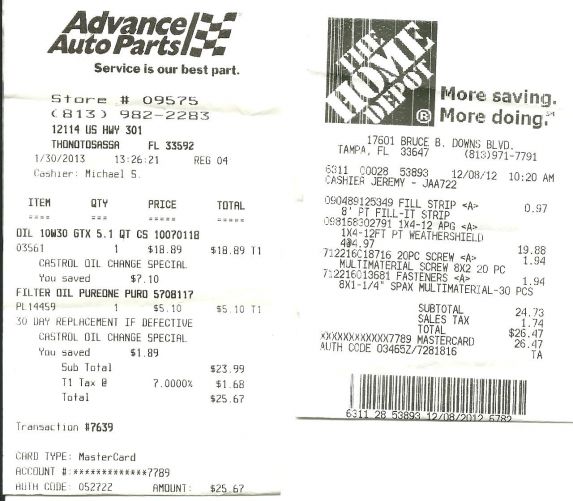 Advance
Auto Parts
Service is our best part.
Store # 09575
(813) 982-2283
12114 US HWY 301
THONOTOSASSA FL 33592
1/30/2013 13:26:21 REG 04
Cashier: Michael S.
ITEM QTY PRICE TOTAL
==== === ===== =====
OIL 10W30 GTX 5.1 QT CS 10070118
03561 1 $18.89 $18.89 T1
CASTROL OIL CHANGE SPECIAL
You saved $7.10
FILTER OIL PUREONE PURO 570B117
PL14459 1 $5.10 $5.10 T1
30 DAY REPLACEMENT IF DEFECTIVE
CASTROL OIL CHANGE SPECIAL
You saved $1.89
Sub Total $23.99
T1 Tax @ 7.0000% $1.68
Total $25.67
Transaction #7639
CARD TYPE: MasterCard
ACCOUNT #:*************7789
AUTH CODE: 052722 AMOUNT: $25.67
THE HOME DEPOT ®
More saving.
More doing.℠
17601 BRUCE B. DOWNS BLVD.
TAMPA, FL 33647 (813)971-7791
6311 00028 53893 12/08/12 10:20 AM
CASHIER JEREMY - JAA722
090489125349 FILL STRIP <A> 0.97
8' PT FILL-IT STRIP
098168302791 1X4-12 APG <A>
1X4-12FT PT WEATHERSHIELD
4@4.97 19.88
712216018716 20PC SCREW <A> 1.94
MULTIMATERIAL SCREW 8X2 20 PC
712216013681 FASTENERS <A> 1.94
8X1-1/4" SPAX MULTIMATERIAL-30 PCS
SUBTOTAL 24.73
SALES TAX 1.74
TOTAL $26.47
XXXXXXXXXXXX7789 MASTERCARD 26.47
AUTH CODE 03465Z/7281816 TA
6311 28 53893 12/08/2012 6782